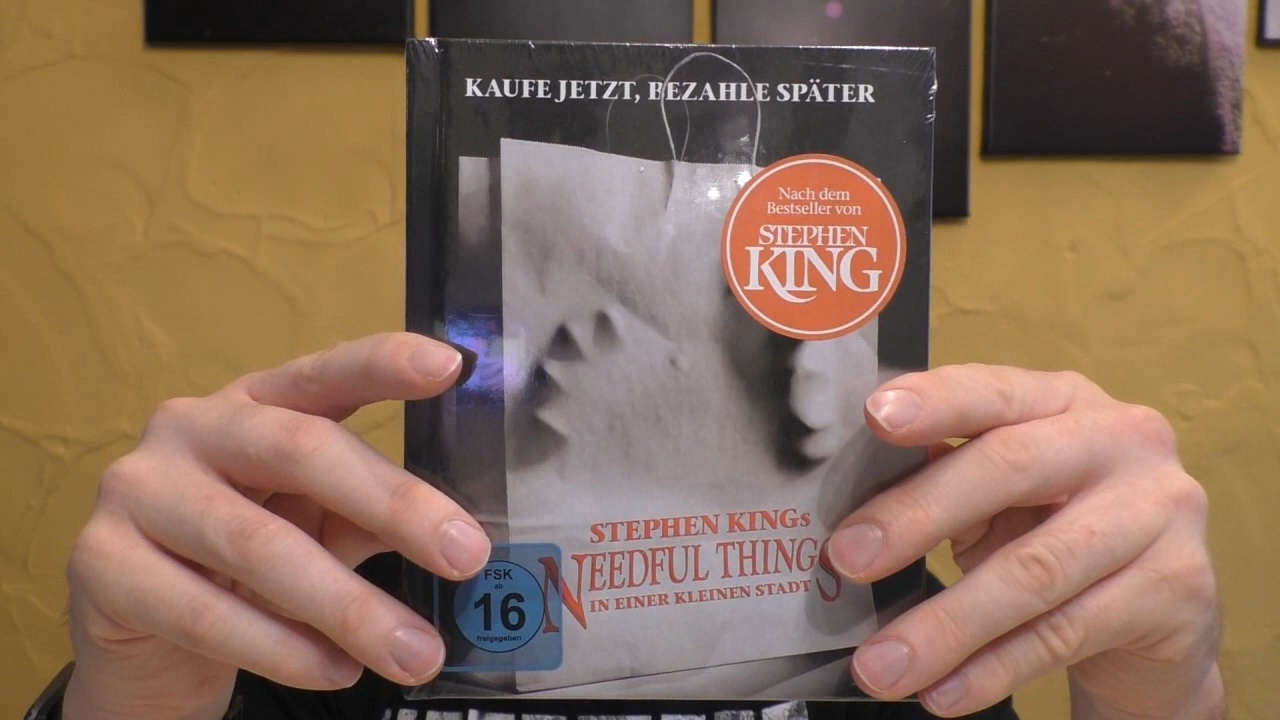 KAUFE JETZT, BEZAHLE SPÄTER
Nach dem
Bestseller von
STEPHEN
KING
STEPHEN KINGs
NEEDFUL THINGS
IN EINER KLEINEN STADT
FSK
ab
16
freigegeben